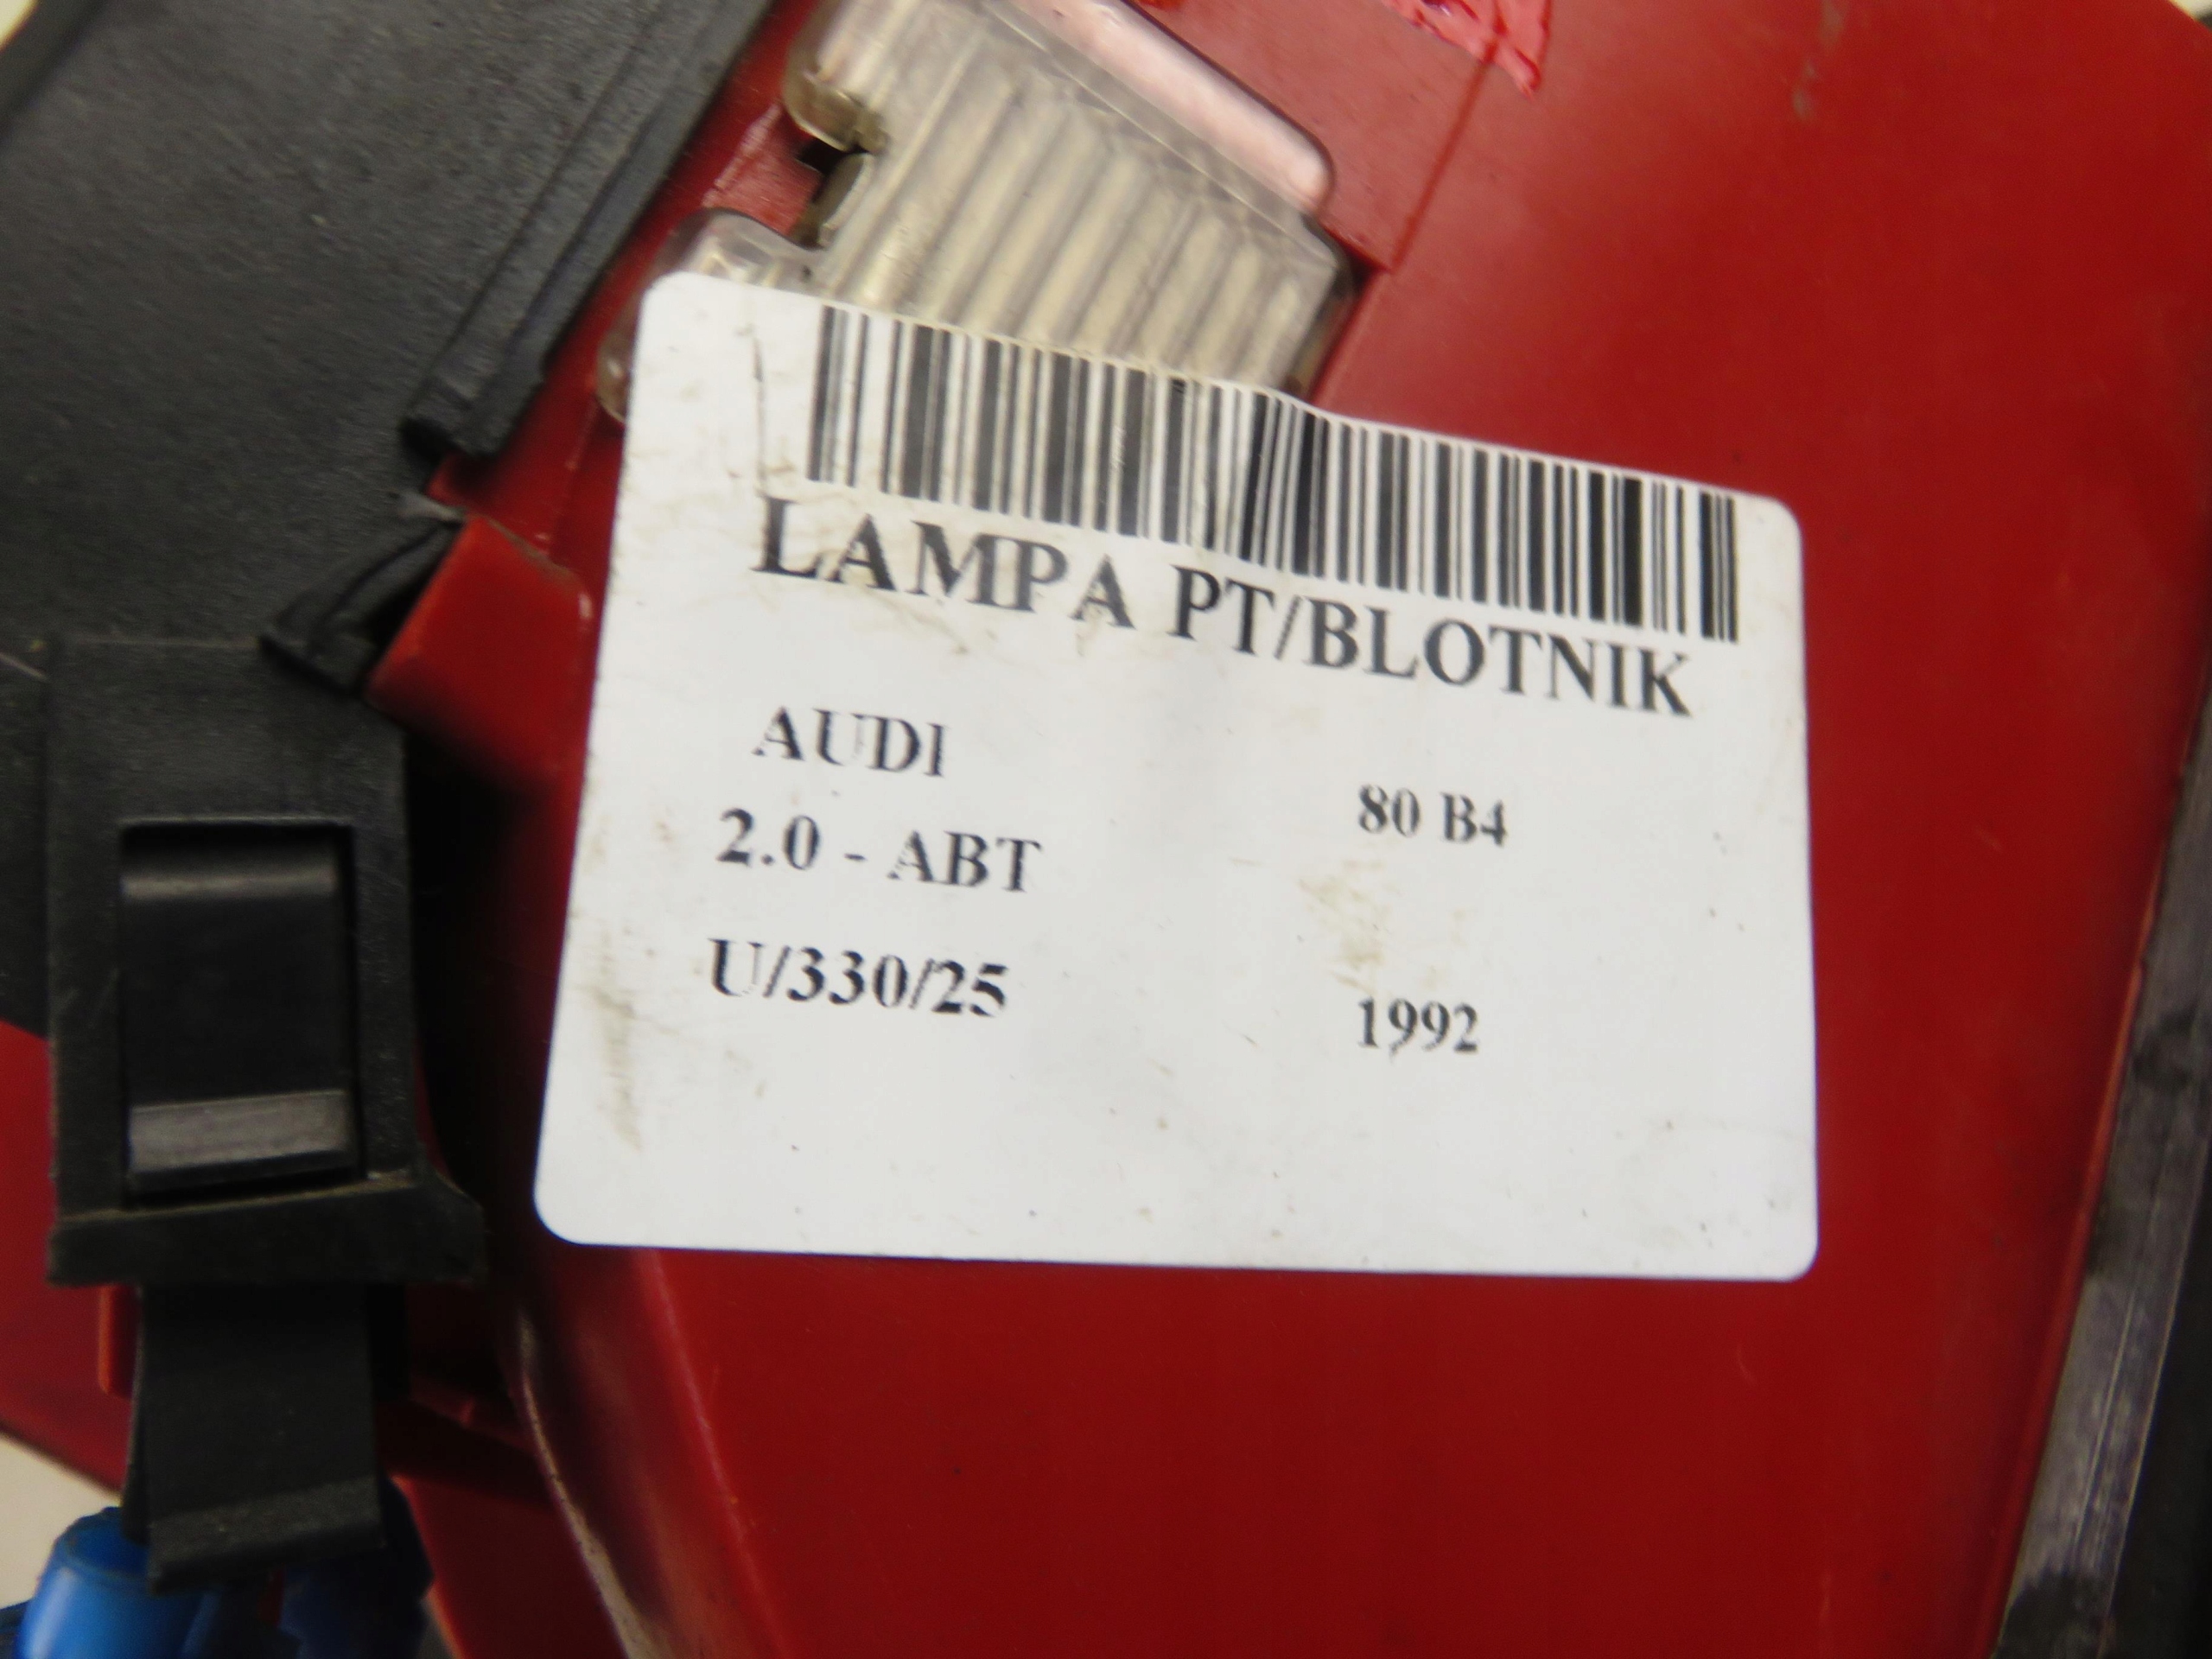 LAMPA PT/BLOTNIK
AUDI
80 B4
2.0 - ABT
U/330/25
1992